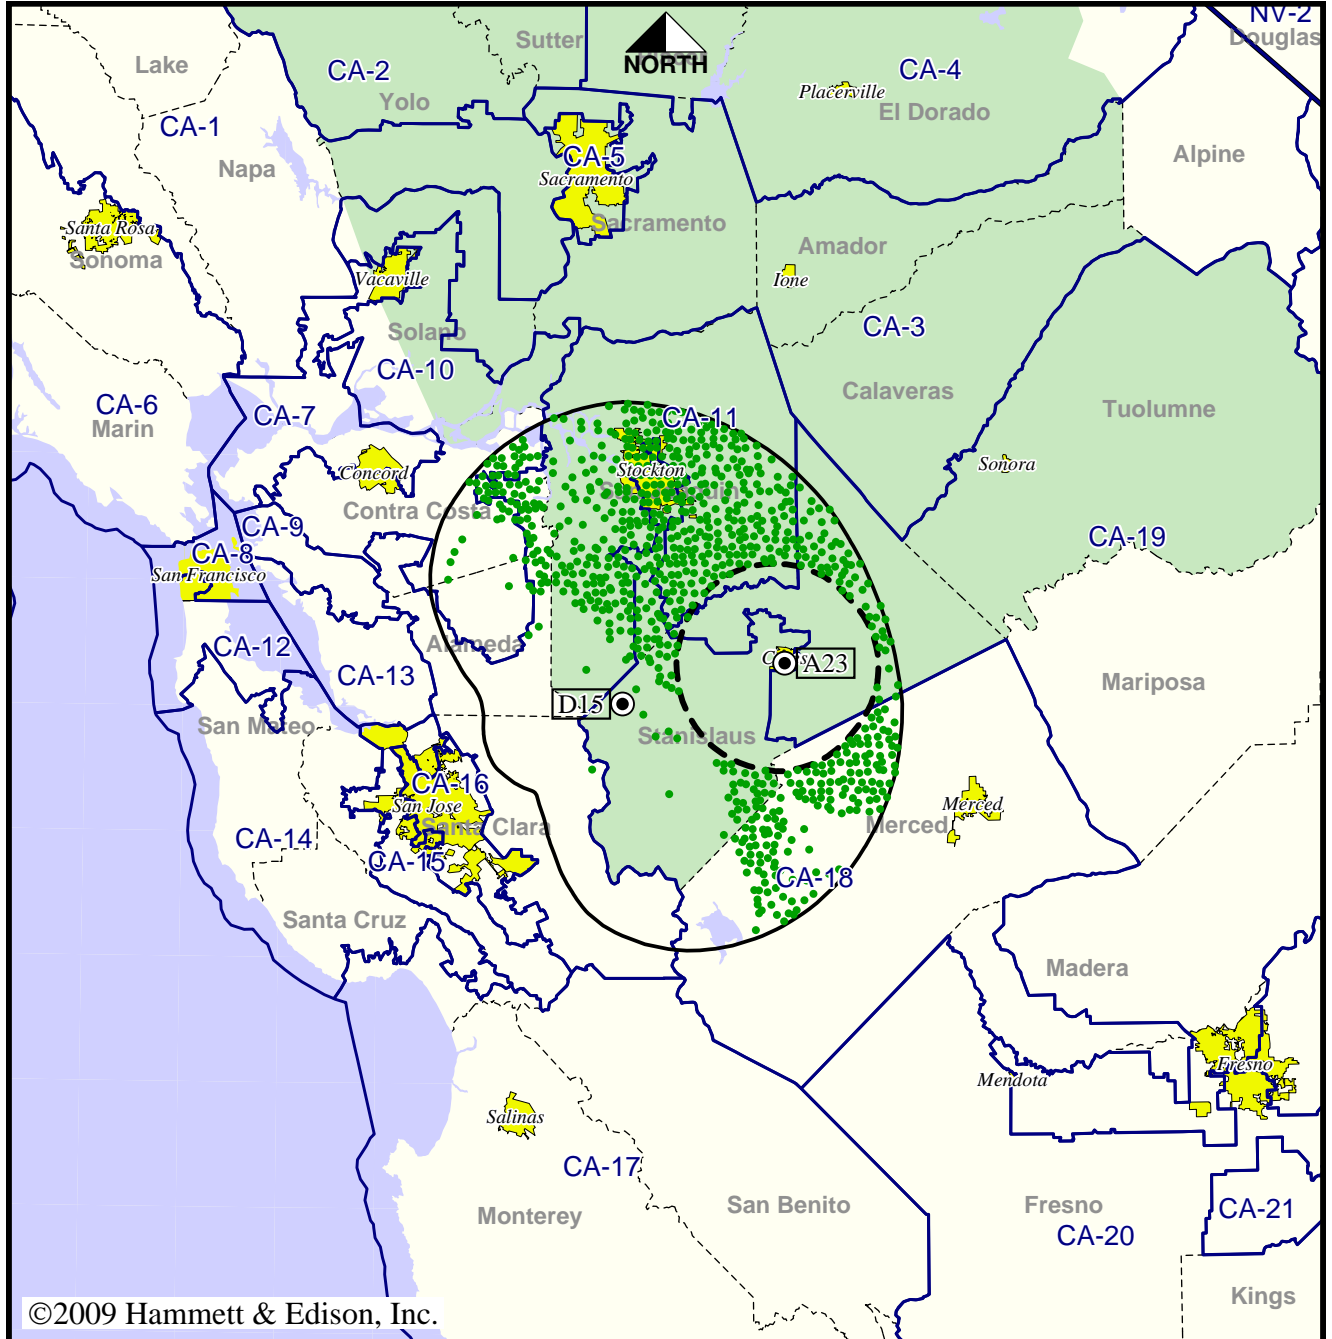 NV-2
Douglas
Sutter
Lake
NORTH
CA-2
CA-4
Placerville
Yolo
El Dorado
CA-1
Alpine
CA-5
Napa
Sacramento
Sacramento
Santa Rosa
Sonoma
Amador
Vacaville
Ione
Solano
CA-3
CA-10
Calaveras
CA-6
Marin
CA-7
CA-11
Tuolumne
Concord
Stockton
Sonora
Contra Costa
CA-9
CA-19
CA-8
San Francisco
CA-12
Alameda
A23
CA-13
Mariposa
D15
San Mateo
Stanislaus
CA-16
San Jose
Merced
Santa Clara
Merced
CA-14
CA-15
CA-18
Santa Cruz
Madera
Fresno
Mendota
Salinas
CA-17
San Benito
Fresno
CA-21
Monterey
CA-20
Kings
©2009 Hammett & Edison, Inc.